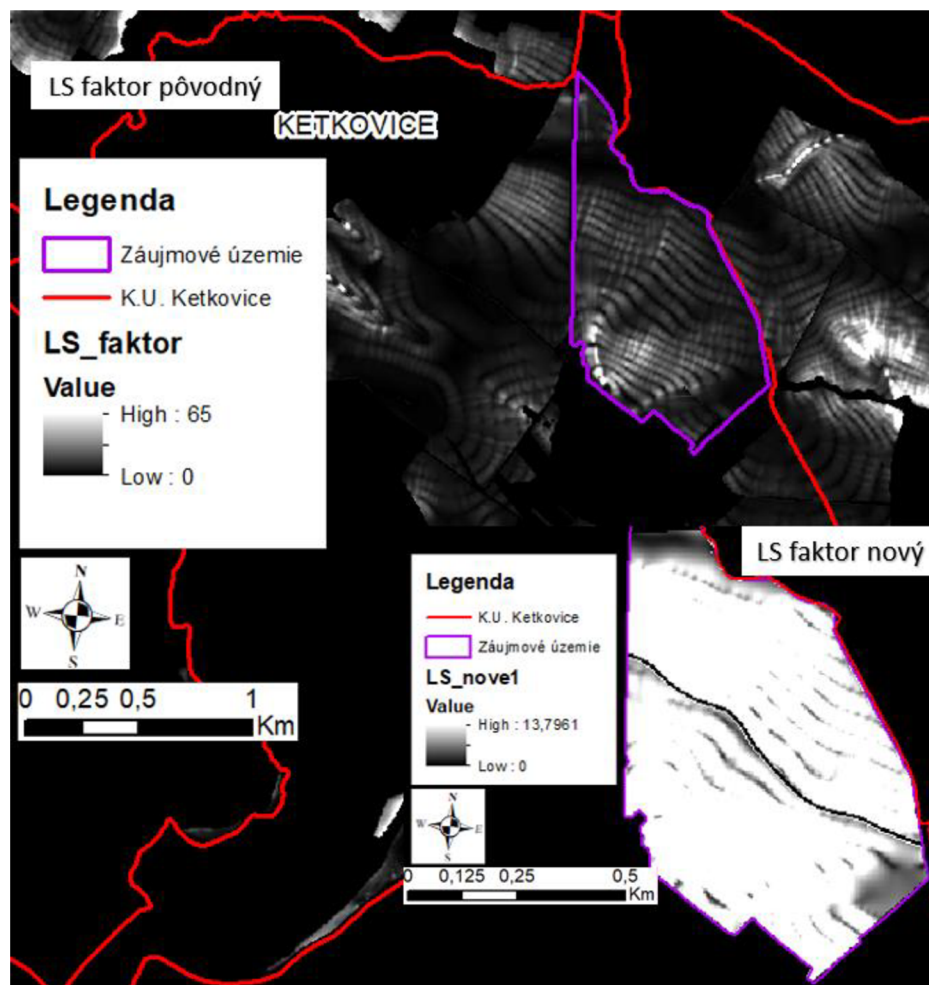 LS faktor pôvodný
KETKOVICE
Legenda
Záujmové územie
K.U. Ketkovice
LS_faktor
Value
High : 65
Low : 0
N
W E
S
0 0,25 0,5 1
Km
LS faktor nový
Legenda
K.U. Ketkovice
Záujmové územie
LS_nove1
Value
High : 13,7961
Low : 0
N
W E
S
0 0,125 0,25 0,5
Km